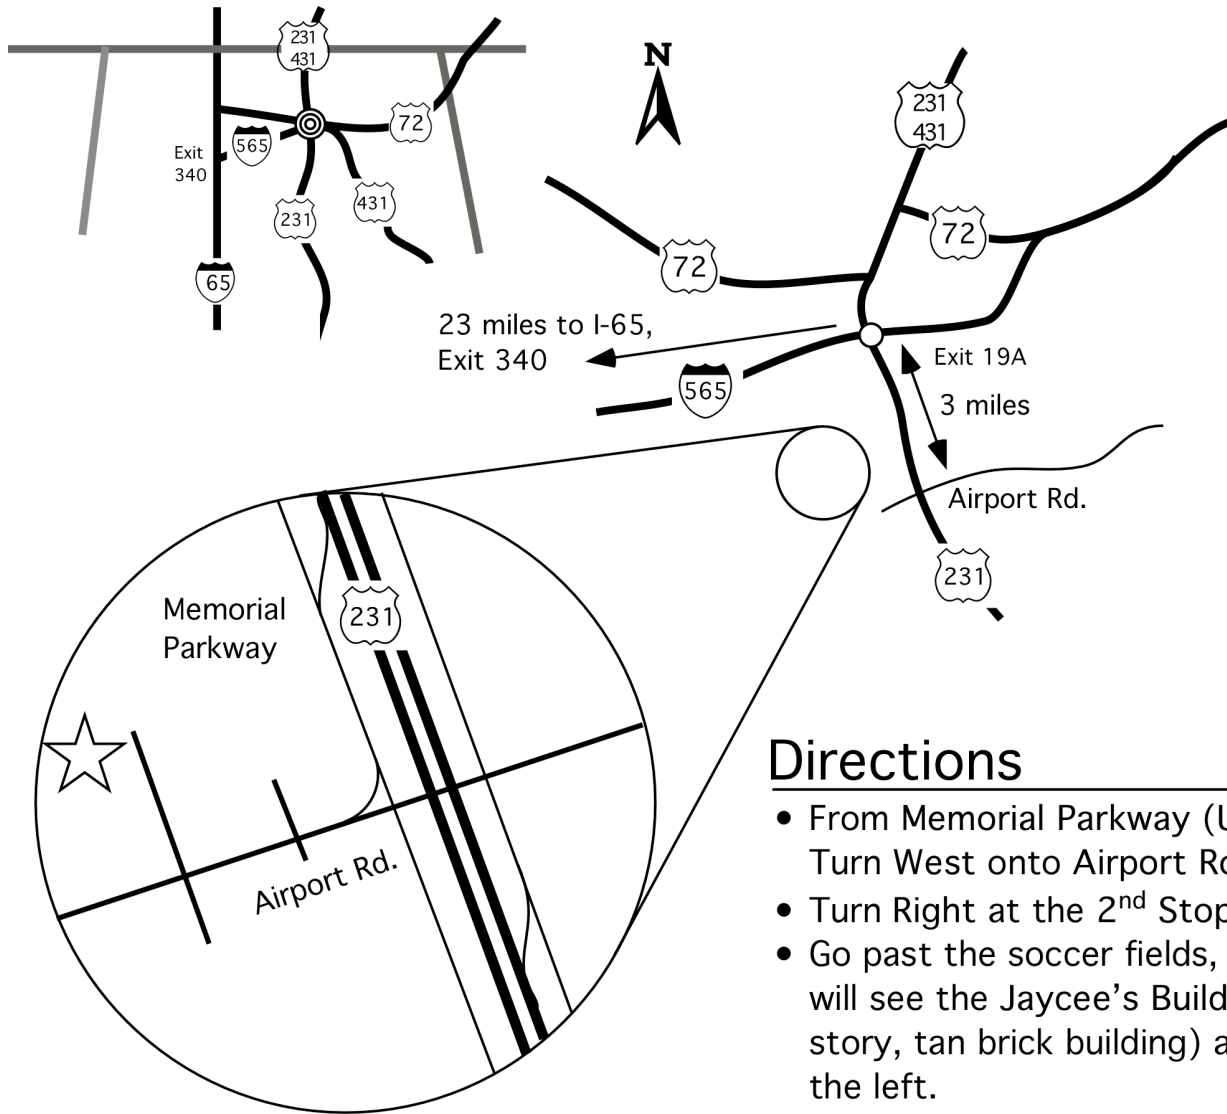 231
431
72
565
Exit
340
231
431
65
N
231
431
72
72
23 miles to I-65,
Exit 340
565
Exit 19A
3 miles
Airport Rd.
231
Memorial
Parkway
231
Airport Rd.
Directions
• From Memorial Parkway (U
Turn West onto Airport Rd
• Turn Right at the 2nd Stop
• Go past the soccer fields,
will see the Jaycee’s Build
story, tan brick building) a
the left.